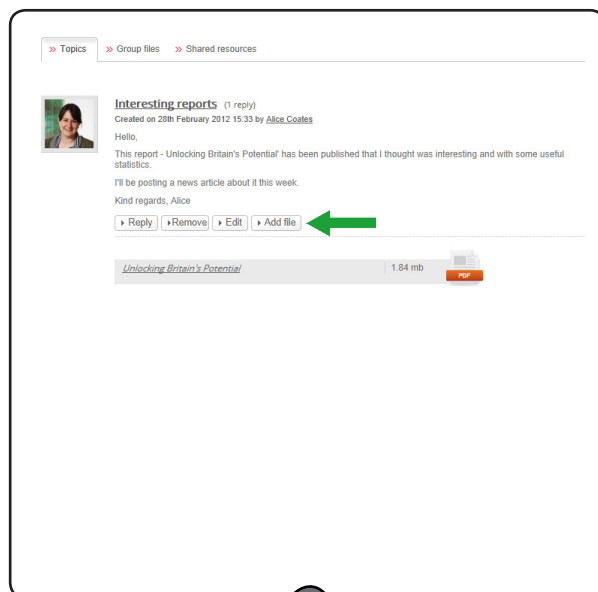 » Topics » Group files » Shared resources
Interesting reports (1 reply)
Created on 28th February 2012 15:33 by Alice Coates
Hello,
This report - Unlocking Britain's Potential' has been published that I thought was interesting and with some useful
statistics.
I'll be posting a news article about it this week.
Kind regards, Alice
Reply Remove Edit Add file
Unlocking Britain's Potential 1.84 mb PDF